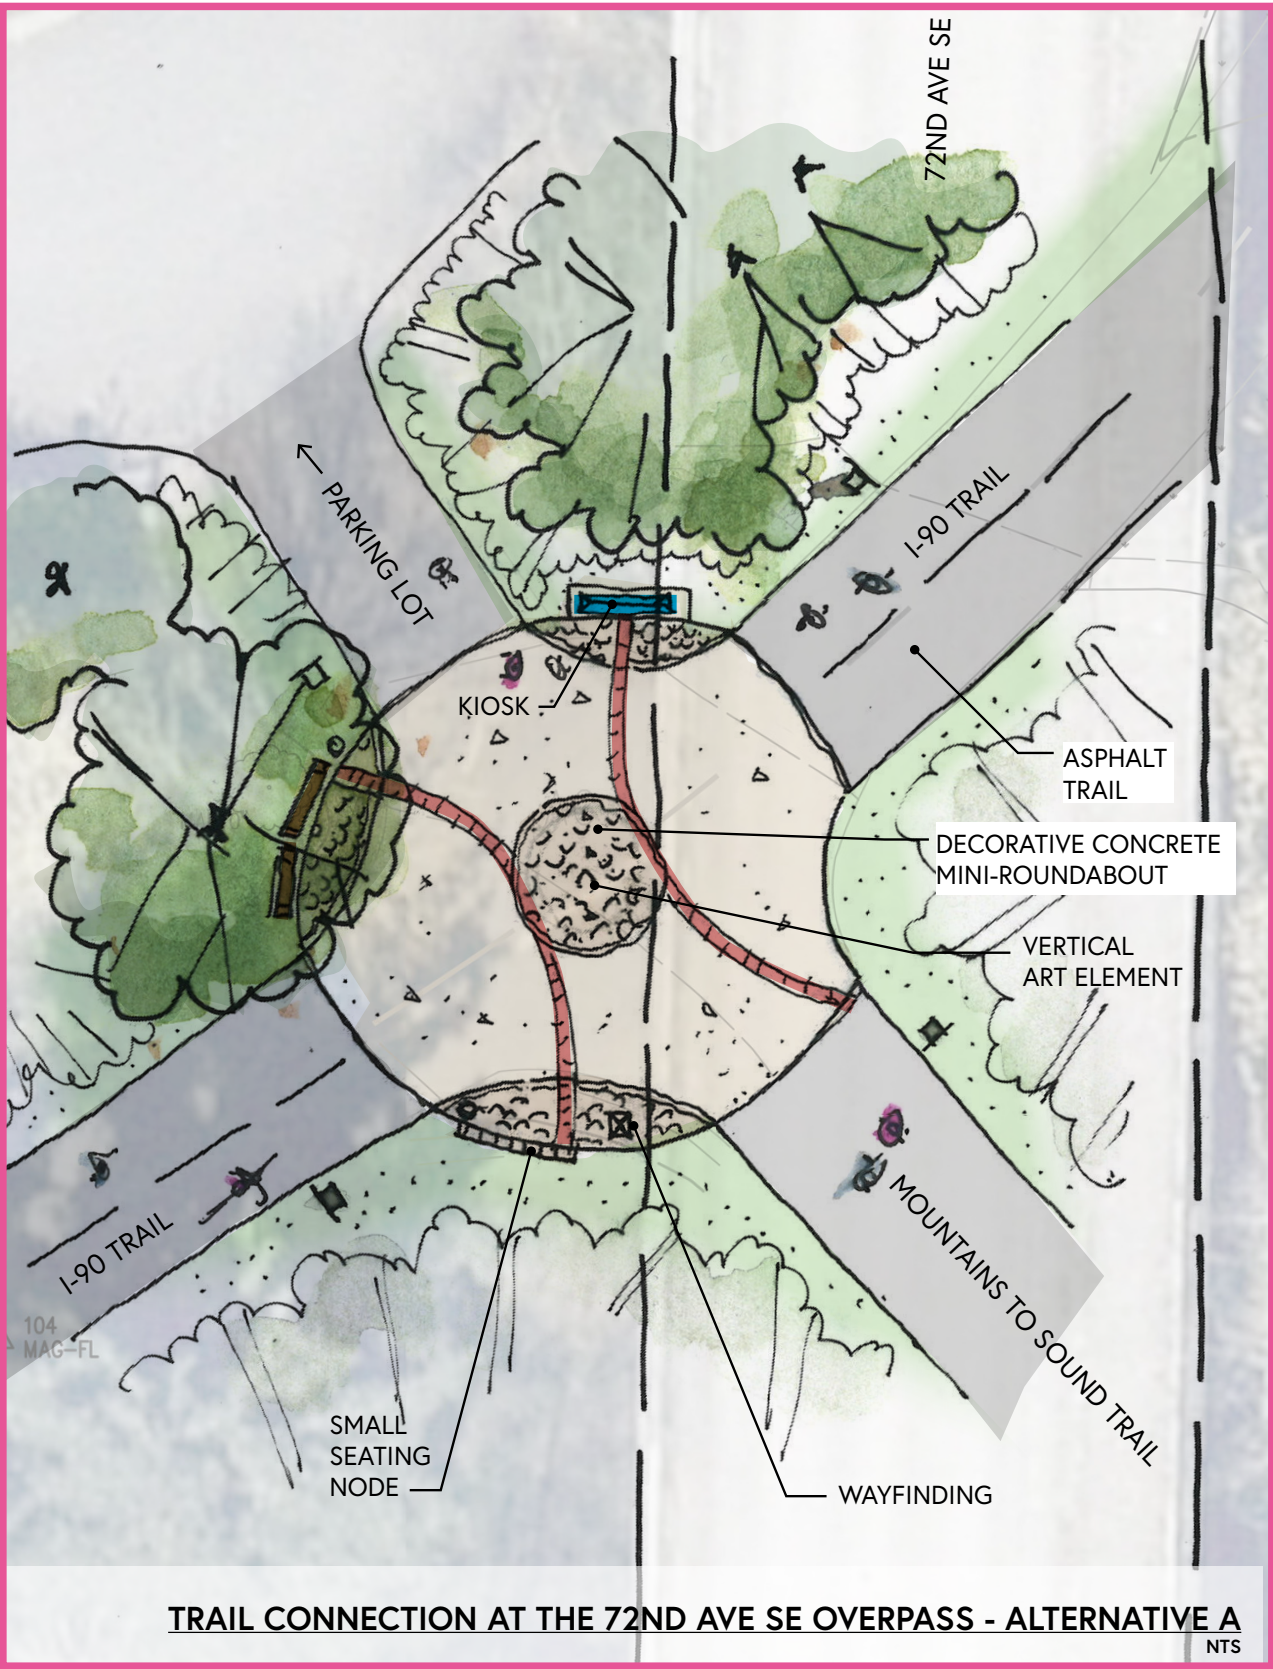 72ND AVE SE
I-90 TRAIL
PARKING LOT
KIOSK
ASPHALT
TRAIL
DECORATIVE CONCRETE
MINI-ROUNDABOUT
VERTICAL
ART ELEMENT
I-90 TRAIL
MOUNTAINS TO SOUND TRAIL
104
MAG-FL
SMALL
SEATING
NODE
WAYFINDING
TRAIL CONNECTION AT THE 72ND AVE SE OVERPASS - ALTERNATIVE A
NTS